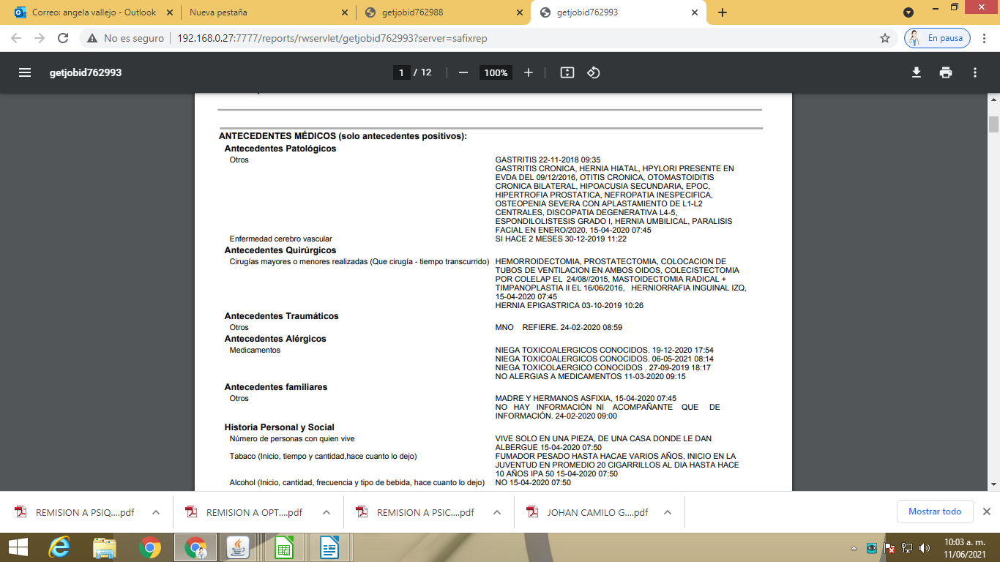 Correo: angela vallejo - Outlook
Nueva pestaña
getjobid762988
getjobid762993
No es seguro
192.168.0.27:7777/reports/rwservlet/getjobid762993?server=safixrep
En pausa
getjobid762993
1 / 12
100%
ANTECEDENTES MÉDICOS (solo antecedentes positivos):
Antecedentes Patológicos
Otros
GASTRITIS 22-11-2018 09:35
GASTRITIS CRONICA, HERNIA HIATAL, HPYLORI PRESENTE EN
EVDA DEL 09/12/2016, OTITIS CRONICA, OTOMASTOIDITIS
CRONICA BILATERAL, HIPOACUSIA SECUNDARIA, EPOC,
HIPERTROFIA PROSTATICA, NEFROPATIA INESPECIFICA,
OSTEOPENIA SEVERA CON APLASTAMIENTO DE L1-L2
CENTRALES, DISCOPATIA DEGENERATIVA L4-5,
ESPONDILOLISTESIS GRADO I, HERNIA UMBILICAL, PARALISIS
FACIAL EN ENERO/2020, 15-04-2020 07:45
Enfermedad cerebro vascular
SI HACE 2 MESES 30-12-2019 11:22
Antecedentes Quirúrgicos
Cirugías mayores o menores realizadas (Que cirugía - tiempo transcurrido)
HEMORROIDECTOMIA, PROSTATECTOMIA, COLOCACION DE
TUBOS DE VENTILACION EN AMBOS OIDOS, COLECISTECTOMIA
POR COLELAP EL 24/08//2015, MASTOIDECTOMIA RADICAL +
TIMPANOPLASTIA II EL 16/06/2016, HERNIORRAFIA INGUINAL IZQ,
15-04-2020 07:45
HERNIA EPIGASTRICA 03-10-2019 10:26
Antecedentes Traumáticos
Otros
MNO REFIERE. 24-02-2020 08:59
Antecedentes Alérgicos
Medicamentos
NIEGA TOXICOALERGICOS CONOCIDOS. 19-12-2020 17:54
NIEGA TOXICOALERGICOS CONOCIDOS. 06-05-2021 08:14
NIEGA TOXICOLAERGICO CONOCIDOS . 27-09-2019 18:17
NO ALERGIAS A MEDICAMENTOS 11-03-2020 09:15
Antecedentes familiares
Otros
MADRE Y HERMANOS ASFIXIA, 15-04-2020 07:45
NO HAY INFORMACIÓN NI ACOMPAÑANTE QUE DE
INFORMACIÓN. 24-02-2020 09:00
Historia Personal y Social
Número de personas con quien vive
VIVE SOLO EN UNA PIEZA, DE UNA CASA DONDE LE DAN
ALBERGUE 15-04-2020 07:50
Tabaco (Inicio, tiempo y cantidad,hace cuanto lo dejo)
FUMADOR PESADO HASTA HACAE VARIOS AÑOS, INICIO EN LA
JUVENTUD EN PROMEDIO 20 CIGARRILLOS AL DIA HASTA HACE
10 AÑOS IPA 50 15-04-2020 07:50
Alcohol (Inicio, cantidad, frecuencia y tipo de bebida, hace cuanto lo dejo)
NO 15-04-2020 07:50
REMISION A PSIQ....pdf
REMISION A OPT....pdf
REMISION A PSIC....pdf
JOHAN CAMILO G....pdf
Mostrar todo
10:03 a. m.
11/06/2021